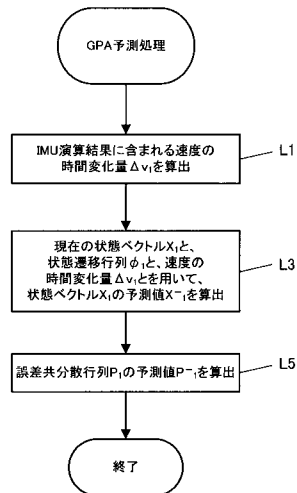 GPA予測処理
IMU演算結果に含まれる速度の
時間変化量Δv₁を算出
L1
現在の状態ベクトルX₁と、
状態遷移行列φ₁と、速度の
時間変化量Δv₁とを用いて、
状態ベクトルX₁の予測値X⁻₁を算出
L3
誤差共分散行列P₁の予測値P⁻₁を算出
L5
終了